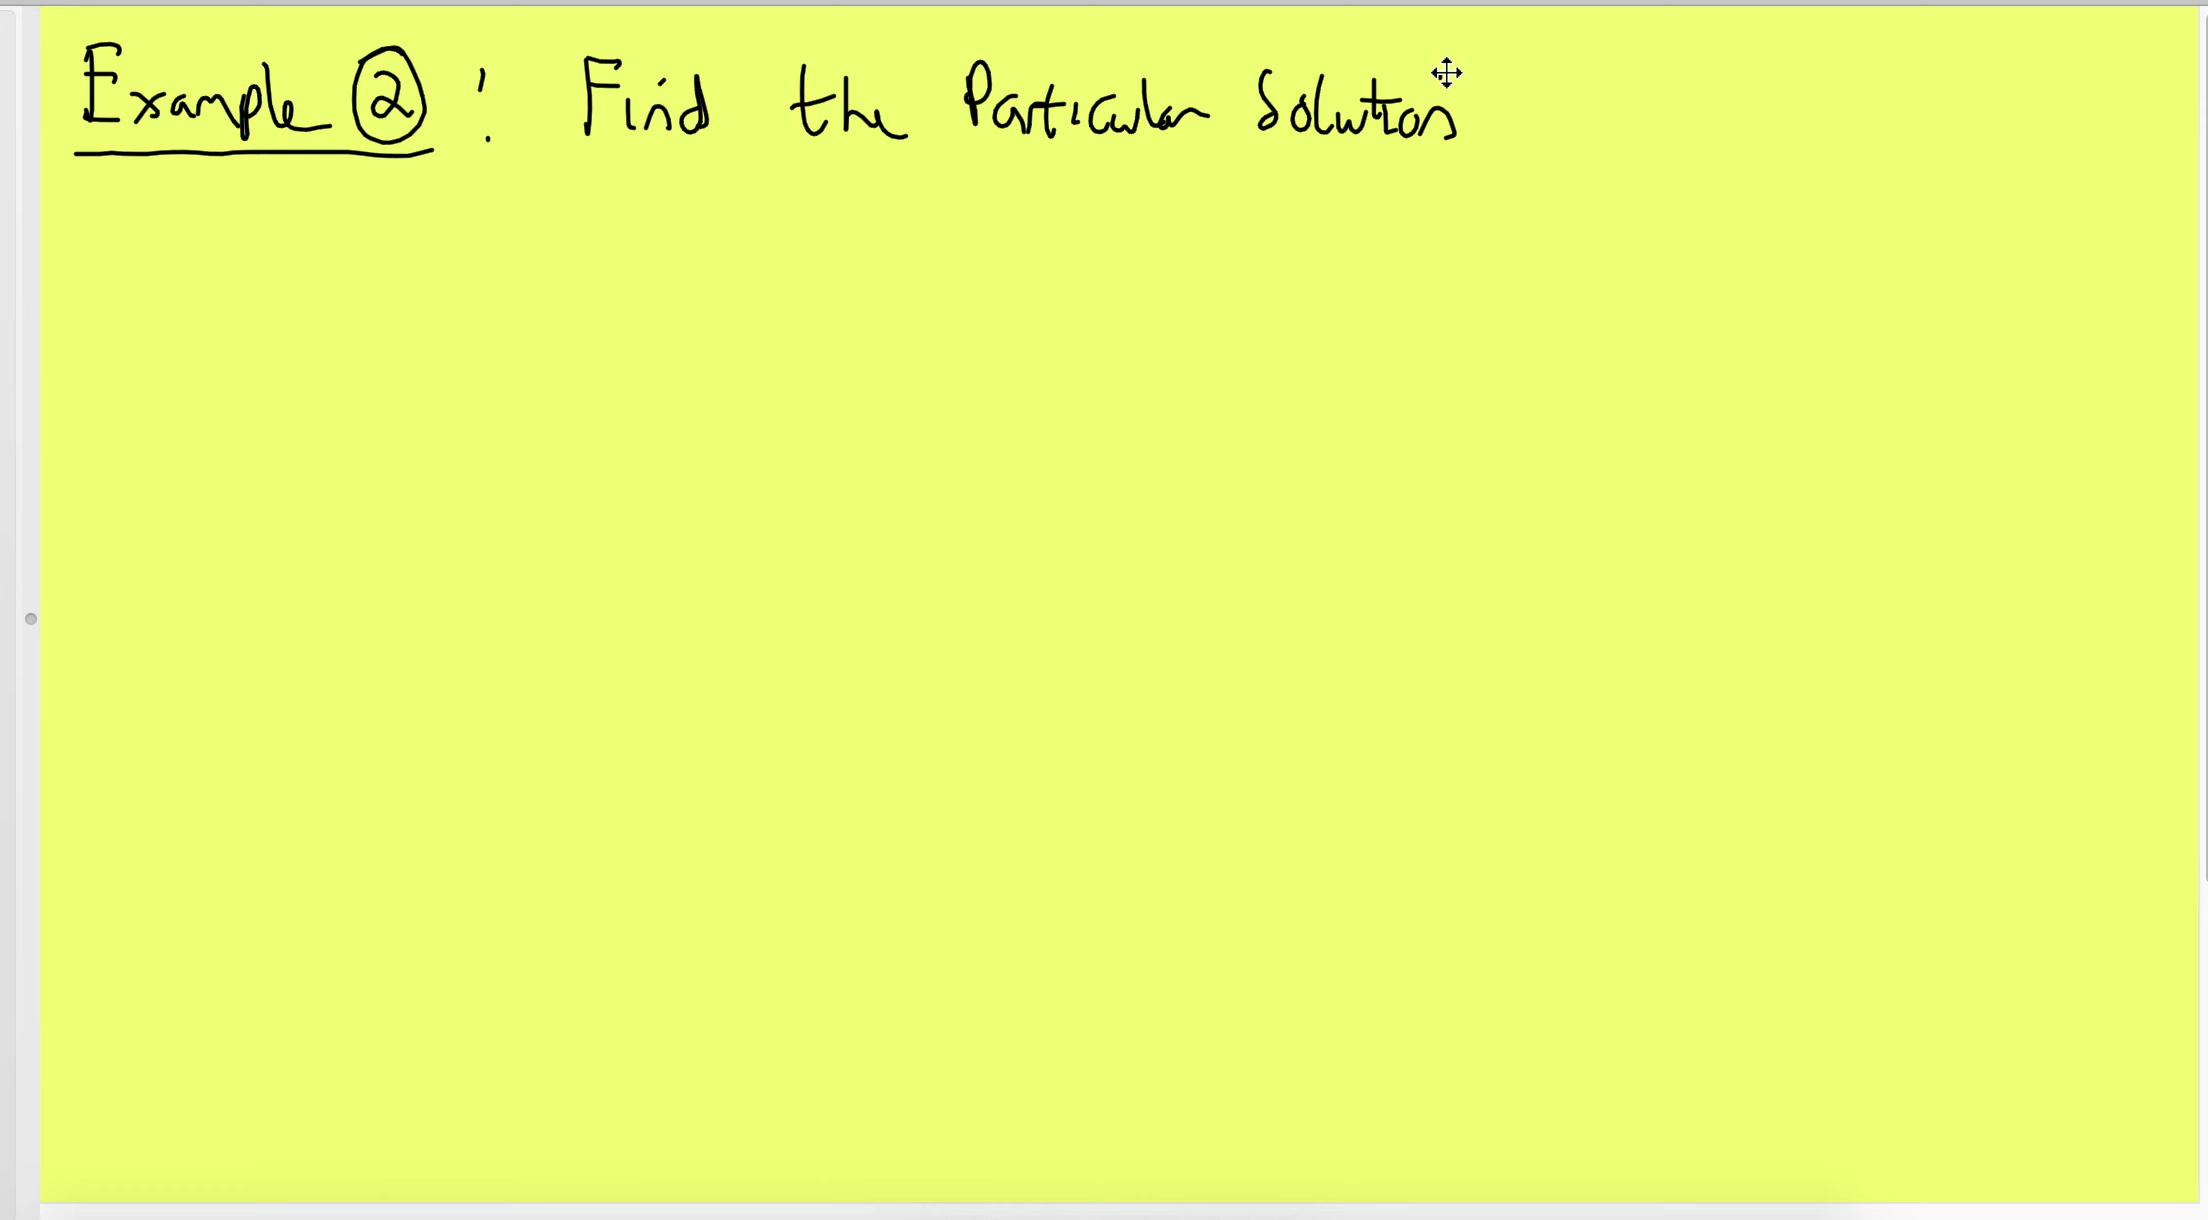 Example ② : Find the Particular Solution